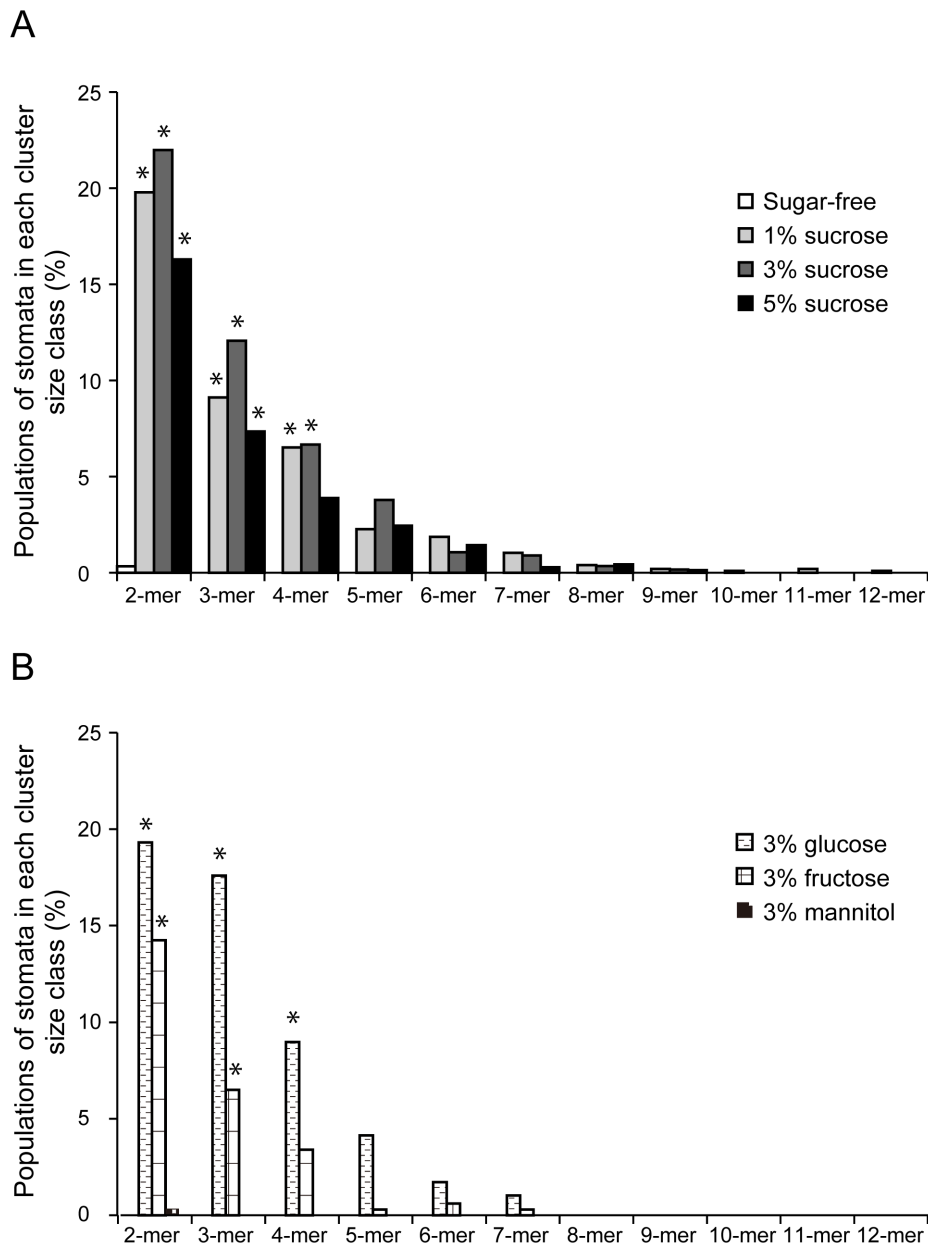 A
Populations of stomata in each cluster
size class (%)
25
20
15
10
5
0
* * *
* * *
* *
Sugar-free
1% sucrose
3% sucrose
5% sucrose
2-mer 3-mer 4-mer 5-mer 6-mer 7-mer 8-mer 9-mer 10-mer 11-mer 12-mer
B
Populations of stomata in each cluster
size class (%)
25
20
15
10
5
0
* *
* *
*
3% glucose
3% fructose
3% mannitol
2-mer 3-mer 4-mer 5-mer 6-mer 7-mer 8-mer 9-mer 10-mer 11-mer 12-mer